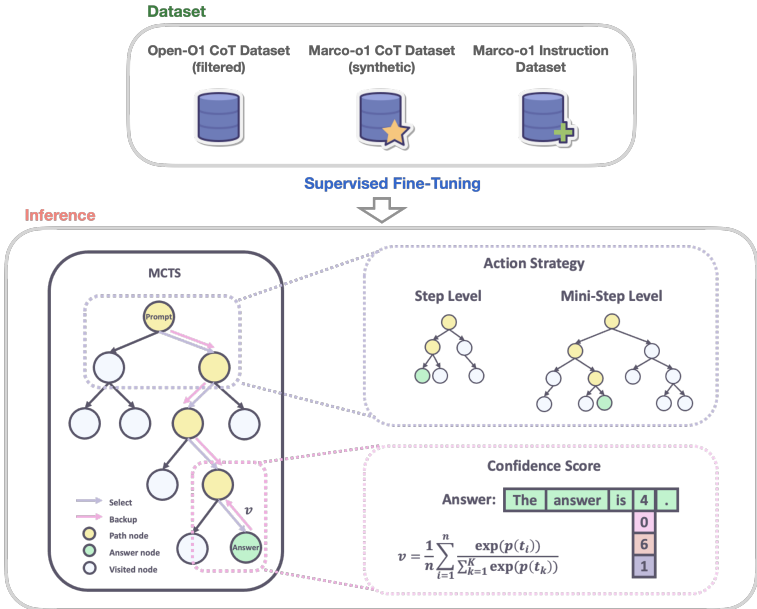 Dataset
Open-O1 CoT Dataset
(filtered)
Marco-o1 CoT Dataset
(synthetic)
Marco-o1 Instruction
Dataset
Supervised Fine-Tuning
Inference
MCTS
Prompt
v
Answer
Select
Backup
Path node
Answer node
Visited node
Action Strategy
Step Level
Mini-Step Level
Confidence Score
Answer: The answer is 4 .
0
6
1
v = \frac{1}{n} \sum_{i=1}^{n} \frac{\exp(p(t_i))}{\sum_{k=1}^{K} \exp(p(t_k))}